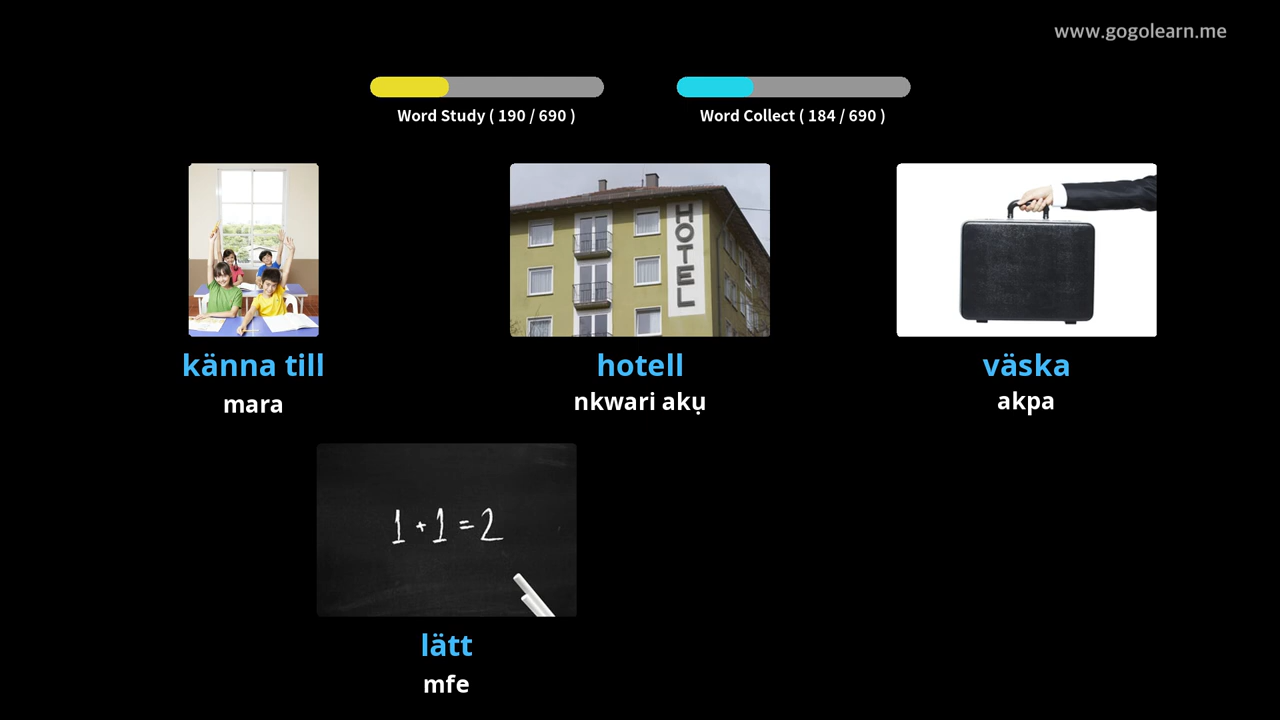 www.gogolearn.me
Word Study ( 190 / 690 )
Word Collect ( 184 / 690 )
HOTEL
känna till
mara
hotell
nkwari akụ
väska
akpa
1 + 1 = 2
lätt
mfe